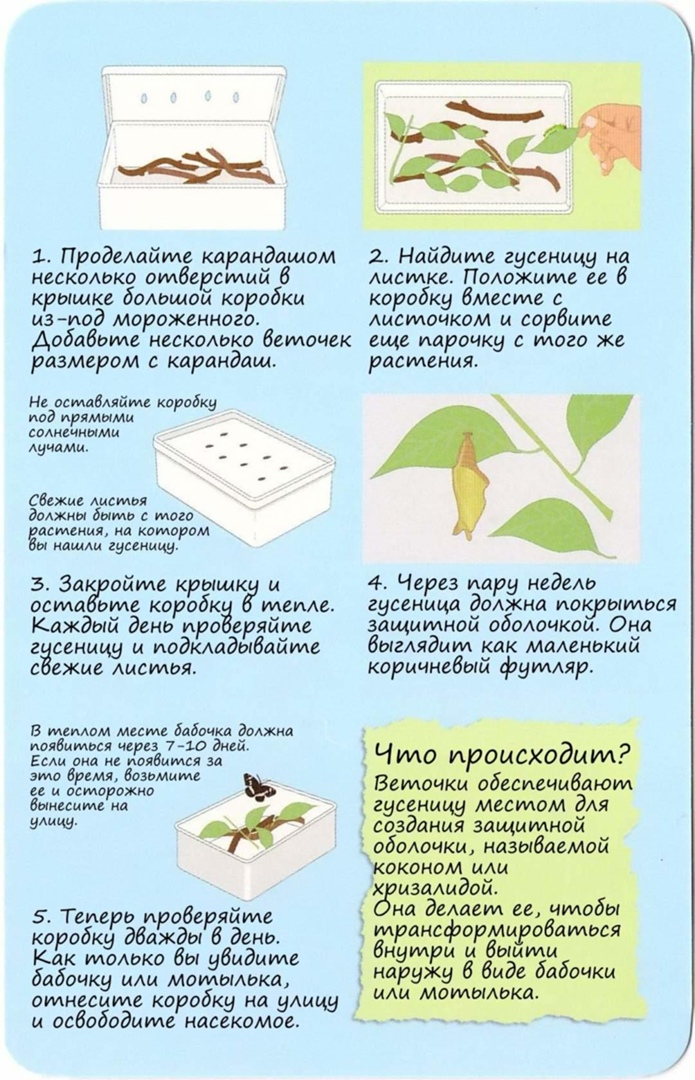 1. Проделайте карандашом
несколько отверстий в
крышке большой коробки
из-под мороженного.
Добавьте несколько веточек
размером с карандаш.
2. Найдите гусеницу на
листке. Положите ее в
коробку вместе с
листочком и сорвите
еще парочку с того же
растения.
Не оставляйте коробку
под прямыми
солнечными
лучами.
Свежие листья
должны быть с того
растения, на котором
вы нашли гусеницу.
3. Закройте крышку и
оставьте коробку в тепле.
Каждый день проверяйте
гусеницу и подкладывайте
свежие листья.
4. Через пару недель
гусеница должна покрыться
защитной оболочкой. Она
выглядит как маленький
коричневый футляр.
В теплом месте бабочка должна
появиться через 7-10 дней.
Если она не появится за
это время, возьмите
ее и осторожно
вынесите на
улицу.
5. Теперь проверяйте
коробку дважды в день.
Как только вы увидите
бабочку или мотылька,
отнесите коробку на улицу
и освободите насекомое.
Что происходит?
Веточки обеспечивают
гусеницу местом для
создания защитной
оболочки, называемой
коконом или
хризалидой.
Она делает ее, чтобы
трансформироваться
внутри и выйти
наружу в виде бабочки
или мотылька.